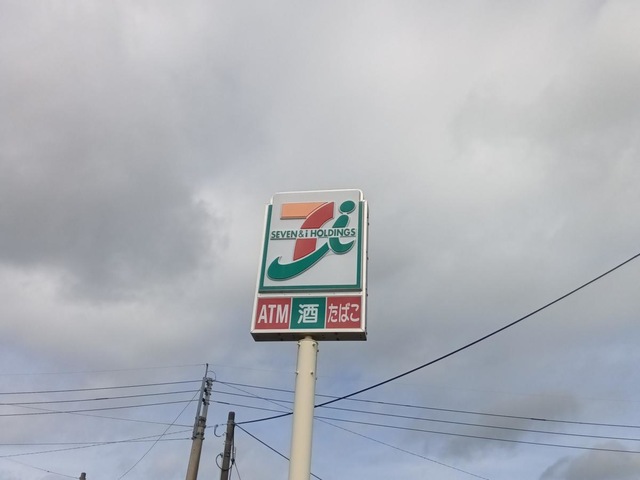 SEVEN&i HOLDINGS
ATM 酒 たばこ